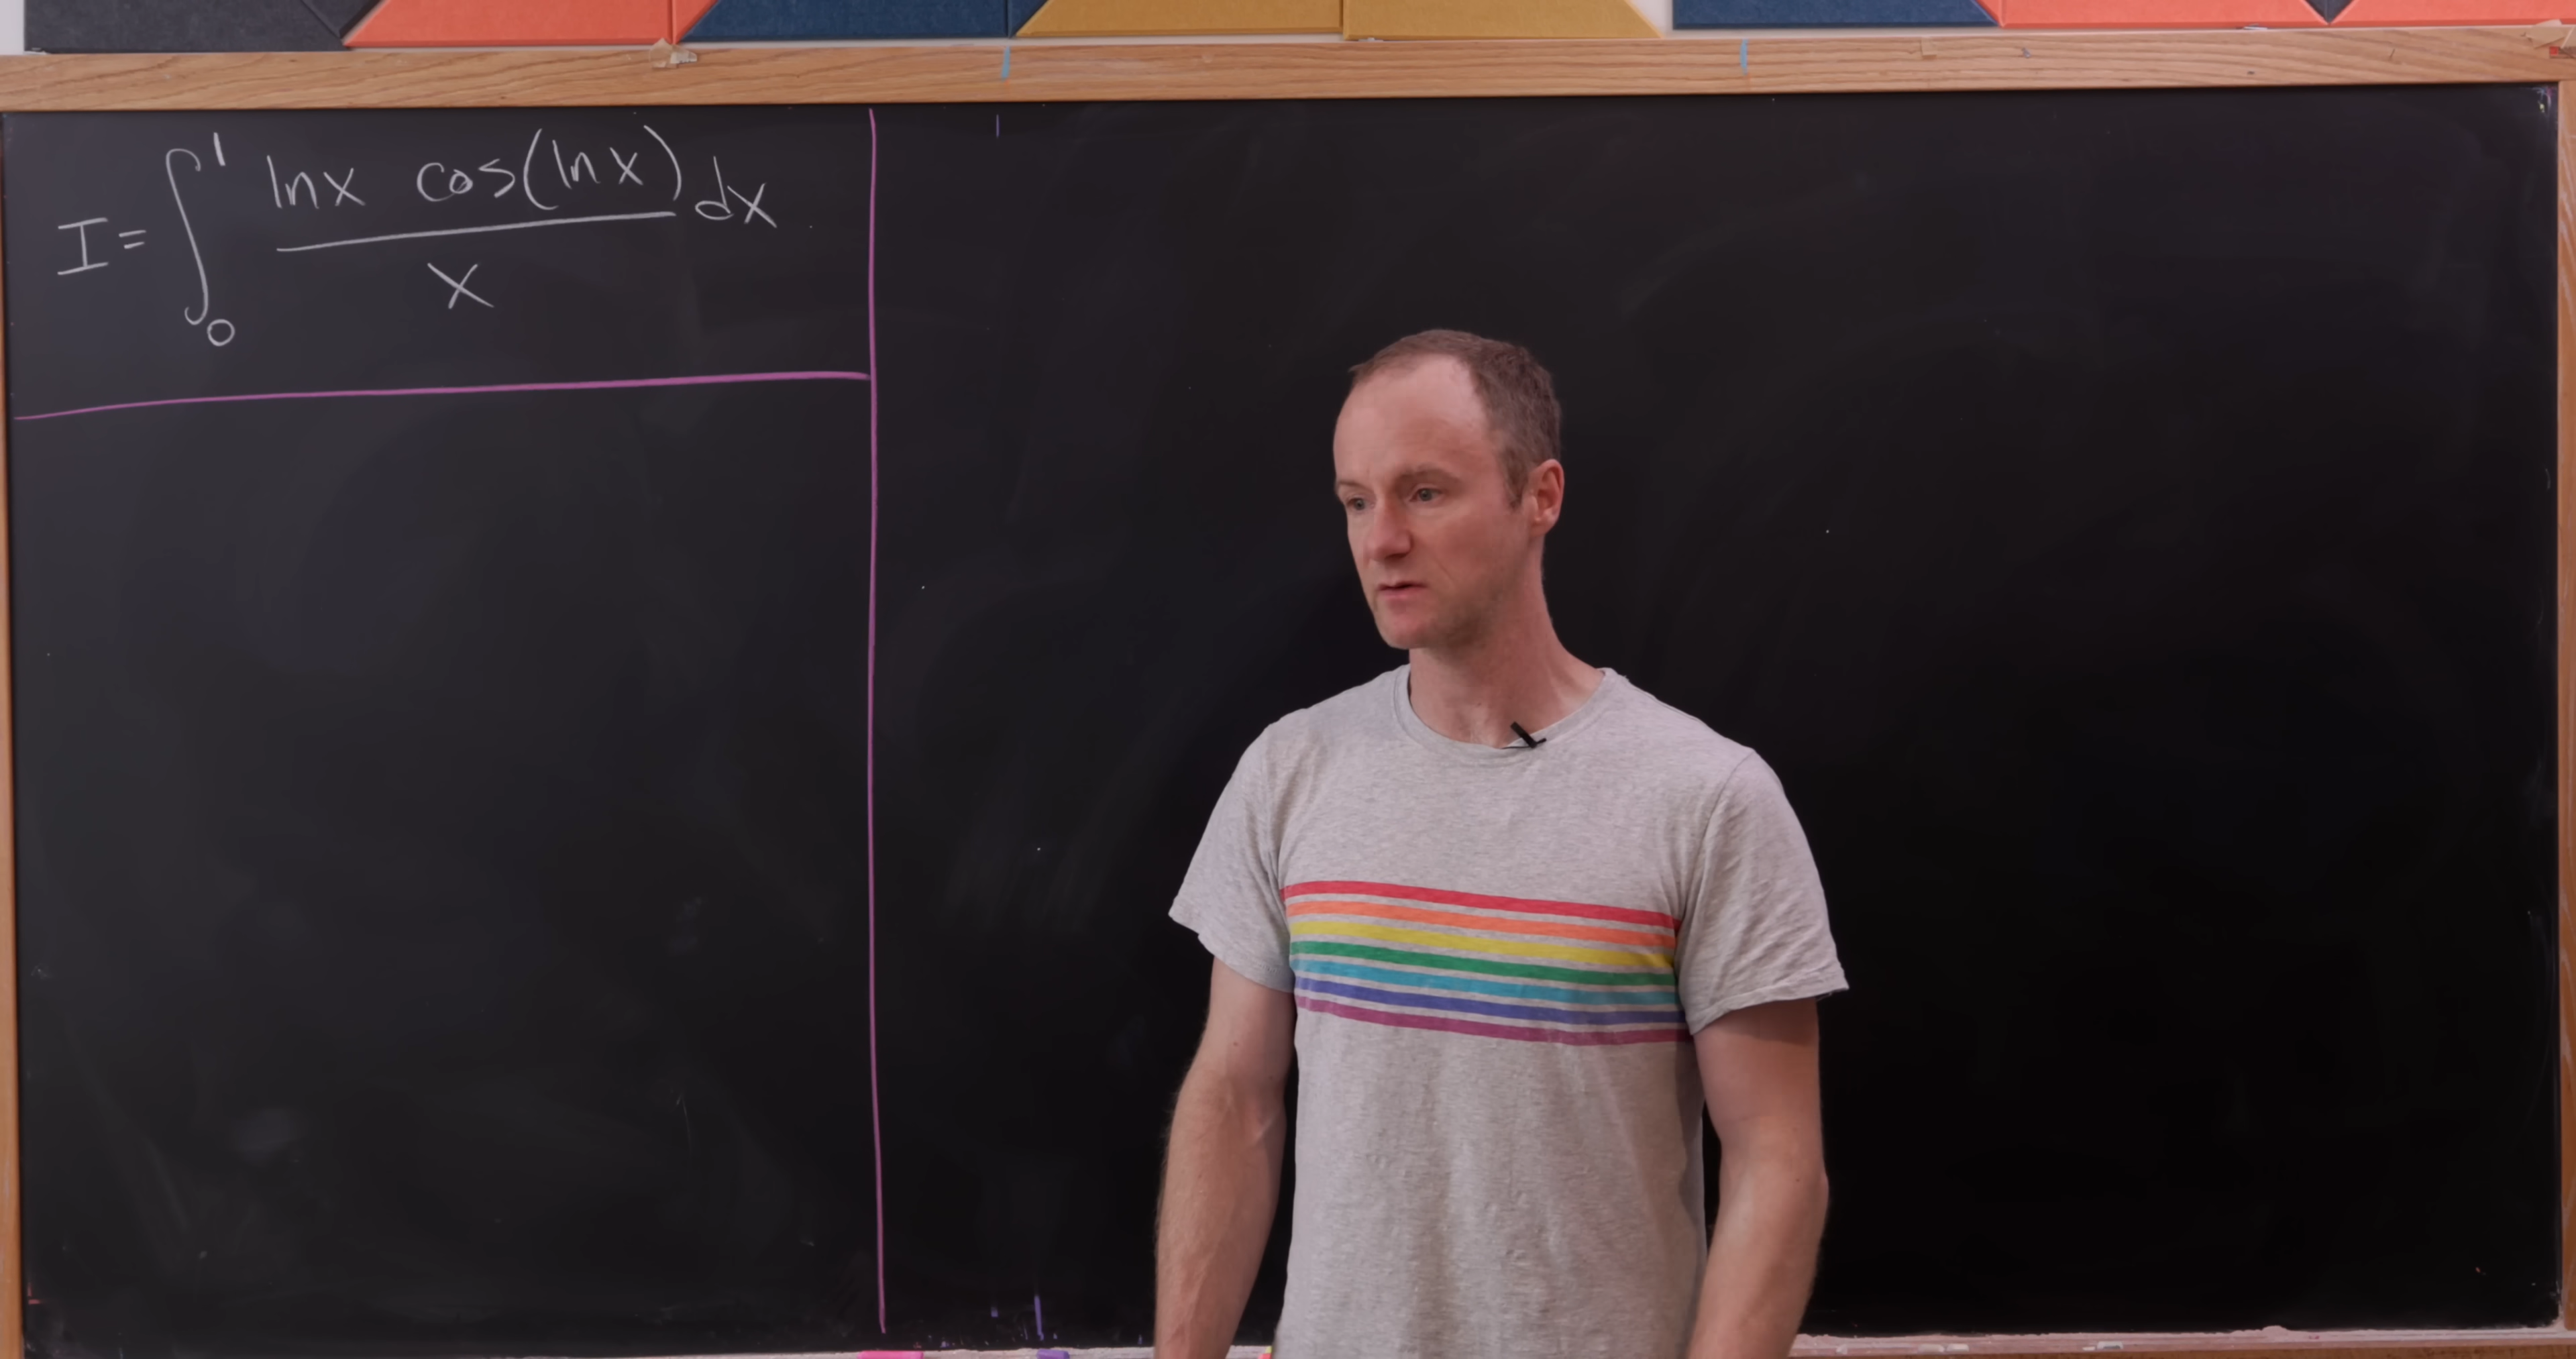 I = ∫₀¹ (ln x cos(ln x))/x dx